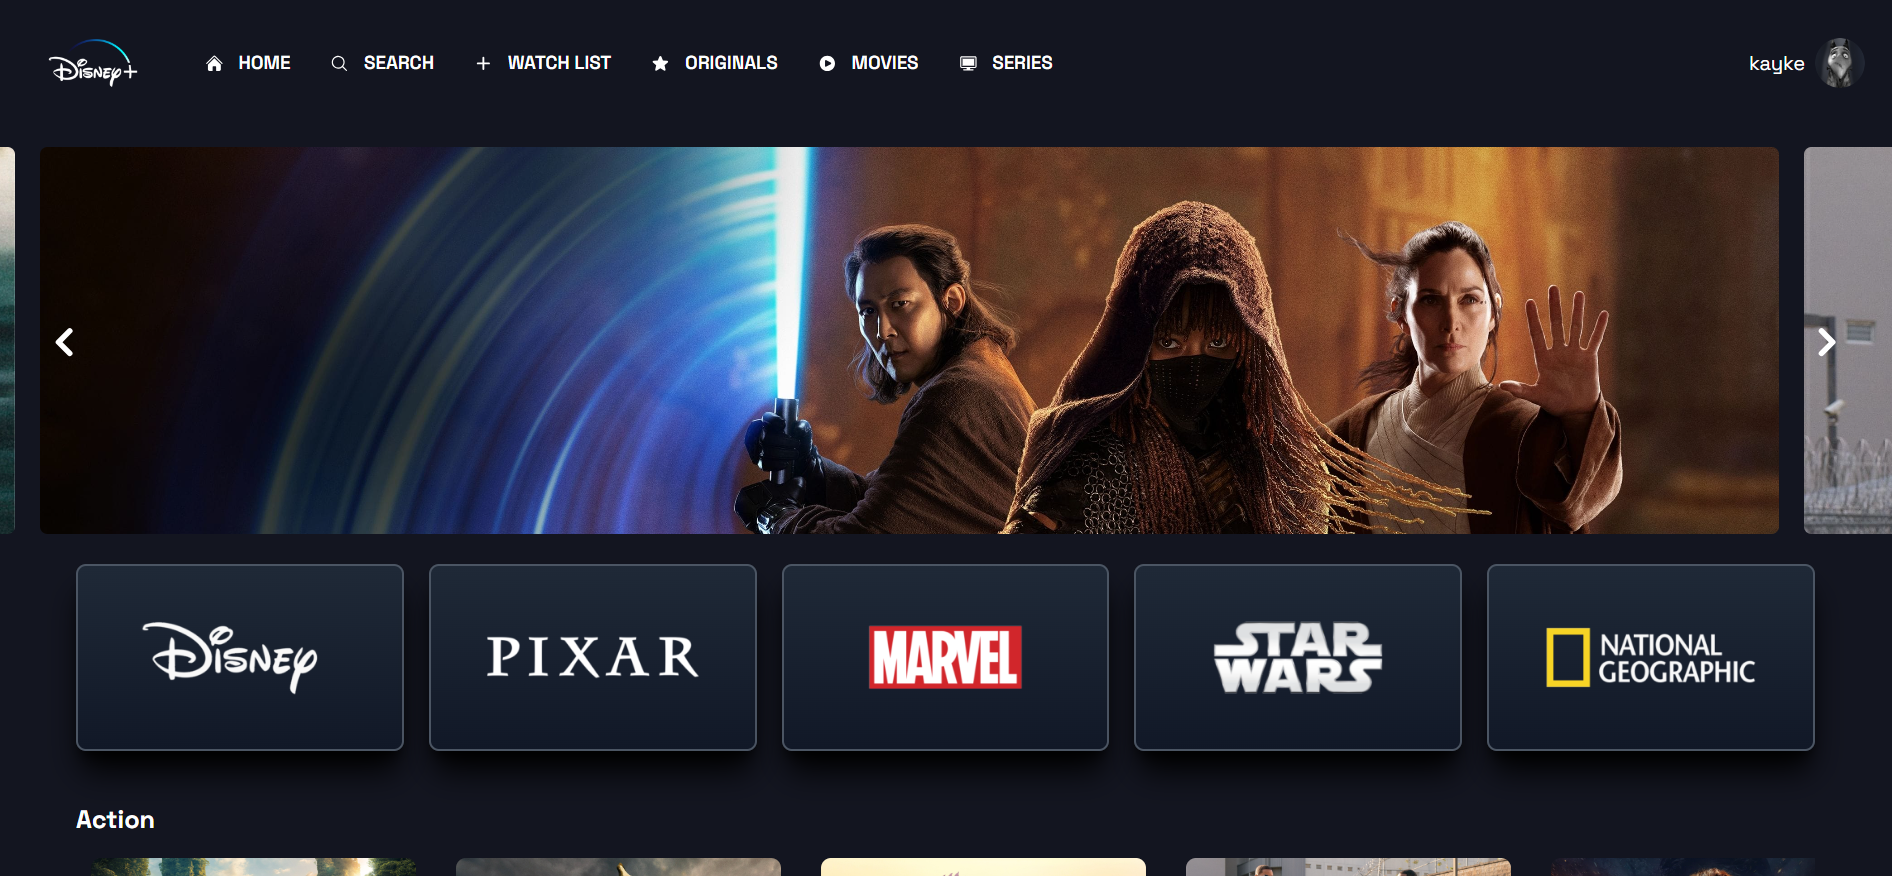 Disney+
HOME
SEARCH
WATCH LIST
ORIGINALS
MOVIES
SERIES
kayke
Disney
PIXAR
MARVEL
STAR
WARS
NATIONAL
GEOGRAPHIC
Action